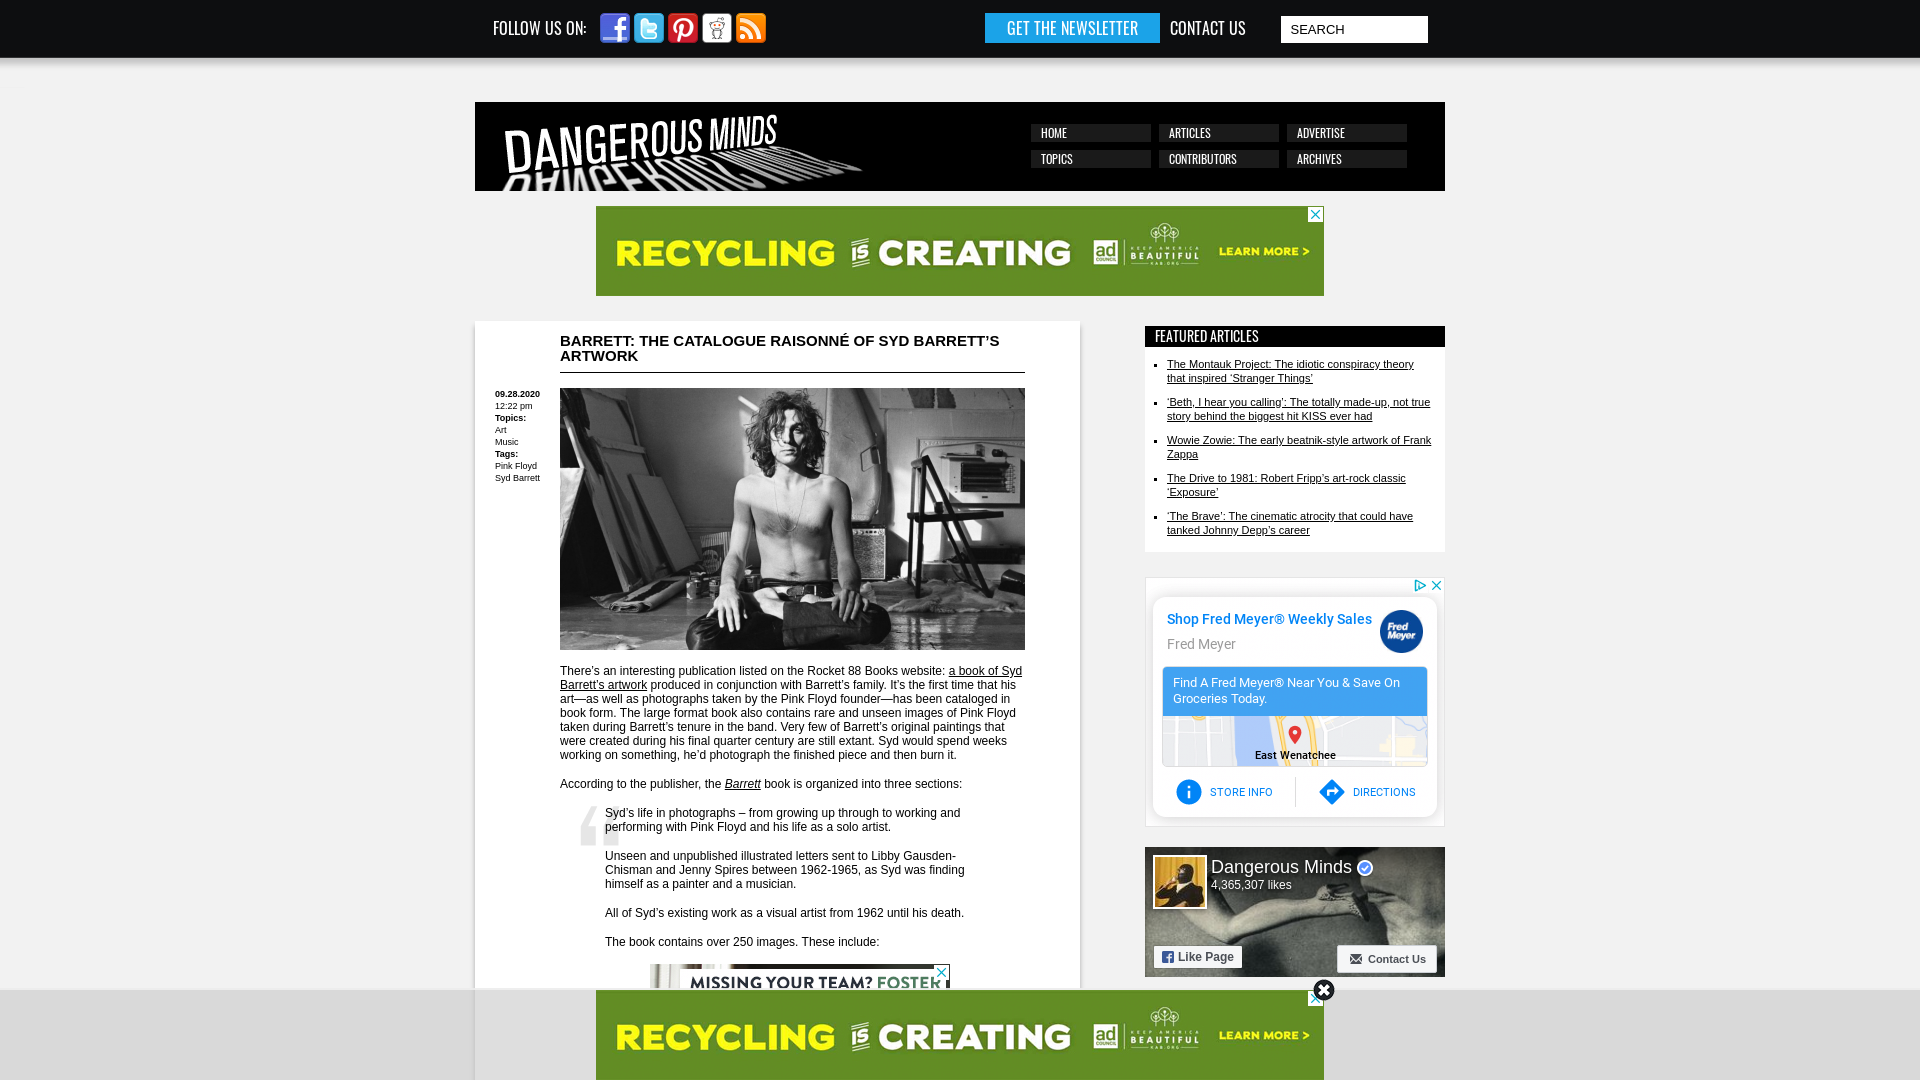 FOLLOW US ON:
GET THE NEWSLETTER
CONTACT US
SEARCH
DANGEROUS MINDS
HOME
ARTICLES
ADVERTISE
TOPICS
CONTRIBUTORS
ARCHIVES
RECYCLING IS CREATING
ad COUNCIL
KEEP AMERICA
BEAUTIFUL
KAB.ORG
LEARN MORE >
BARRETT: THE CATALOGUE RAISONNÉ OF SYD BARRETT’S
ARTWORK
09.28.2020
12:22 pm
Topics:
Art
Music
Tags:
Pink Floyd
Syd Barrett
There’s an interesting publication listed on the Rocket 88 Books website: a book of Syd
Barrett’s artwork produced in conjunction with Barrett’s family. It’s the first time that his
art—as well as photographs taken by the Pink Floyd founder—has been cataloged in
book form. The large format book also contains rare and unseen images of Pink Floyd
taken during Barrett’s tenure in the band. Very few of Barrett’s original paintings that
were created during his final quarter century are still extant. Syd would spend weeks
working on something, he’d photograph the finished piece and then burn it.
According to the publisher, the Barrett book is organized into three sections:
Syd’s life in photographs – from growing up through to working and
performing with Pink Floyd and his life as a solo artist.
Unseen and unpublished illustrated letters sent to Libby Gausden-
Chisman and Jenny Spires between 1962-1965, as Syd was finding
himself as a painter and a musician.
All of Syd’s existing work as a visual artist from 1962 until his death.
The book contains over 250 images. These include:
MISSING YOUR TEAM? FOSTER
FEATURED ARTICLES
The Montauk Project: The idiotic conspiracy theory
that inspired ‘Stranger Things’
‘Beth, I hear you calling’: The totally made-up, not true
story behind the biggest hit KISS ever had
Wowie Zowie: The early beatnik-style artwork of Frank
Zappa
The Drive to 1981: Robert Fripp’s art-rock classic
‘Exposure’
‘The Brave’: The cinematic atrocity that could have
tanked Johnny Depp’s career
Shop Fred Meyer® Weekly Sales
Fred Meyer
Fred
Meyer
Find A Fred Meyer® Near You & Save On
Groceries Today.
East Wenatchee
STORE INFO
DIRECTIONS
Dangerous Minds
4,365,307 likes
Like Page
Contact Us
RECYCLING IS CREATING
ad COUNCIL
KEEP AMERICA
BEAUTIFUL
KAB.ORG
LEARN MORE >